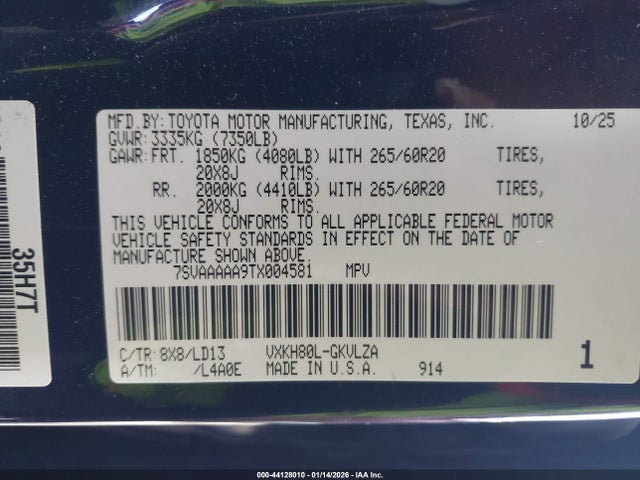 MFD.BY:TOYOTA MOTOR MANUFACTURING, TEXAS, INC. 10/25
GVWR:3335KG (7350LB)
GAWR:FRT. 1850KG (4080LB) WITH 265/60R20 TIRES,
20X8J RIMS.
RR. 2000KG (4410LB) WITH 265/60R20 TIRES,
20X8J RIMS.
THIS VEHICLE CONFORMS TO ALL APPLICABLE FEDERAL MOTOR
VEHICLE SAFETY STANDARDS IN EFFECT ON THE DATE OF
MANUFACTURE SHOWN ABOVE.
7SVAAAAA9TX004581 MPV
C/TR:8X8/LD13 VXKH80L-GKVLZA
A/TM: /L4A0E MADE IN U.S.A. 914
1
35H7T
000-44128010 - 01/14/2026 - IAA Inc.